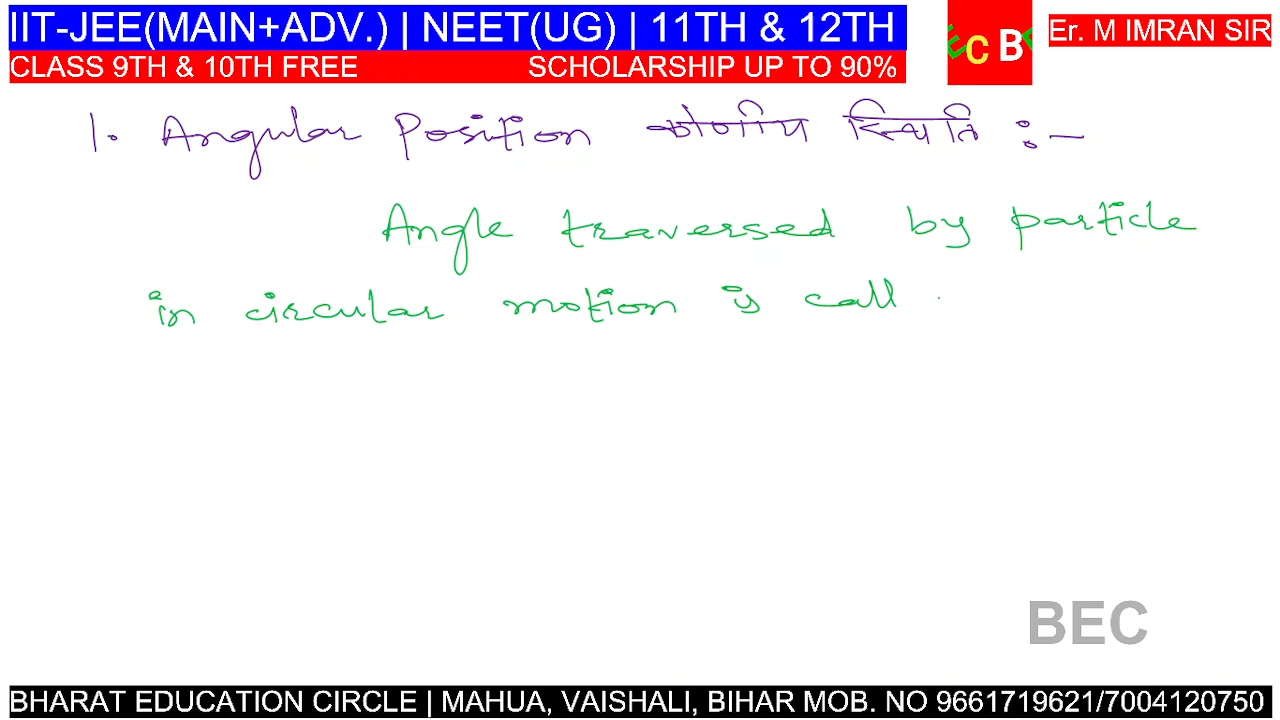 IIT-JEE(MAIN+ADV.) | NEET(UG) | 11TH & 12TH
Er. M IMRAN SIR
ECBE
CLASS 9TH & 10TH FREE SCHOLARSHIP UP TO 90%
1. Angular Position कोणीय स्थिति :-
Angle traversed by particle
in circular motion is call
BEC
BHARAT EDUCATION CIRCLE | MAHUA, VAISHALI, BIHAR MOB. NO 9661719621/7004120750